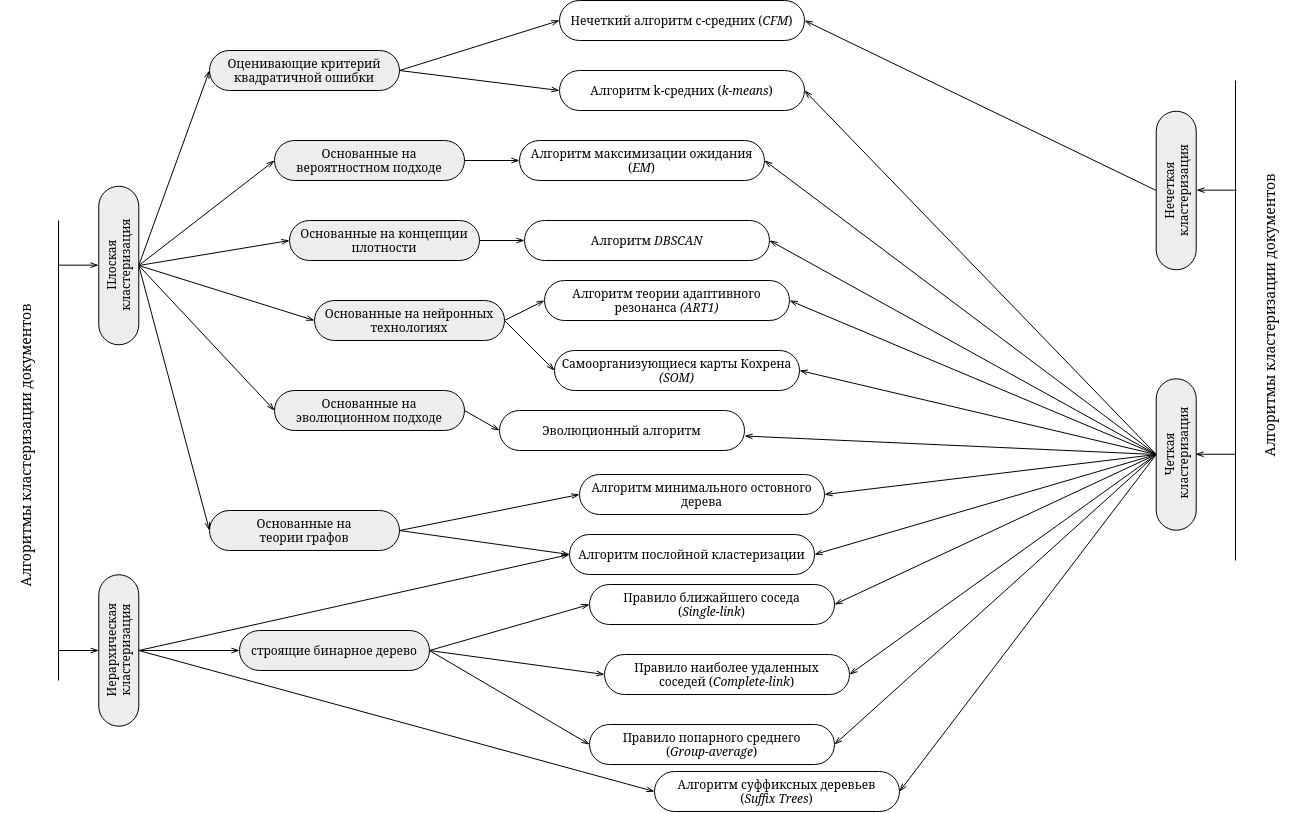 Алгоритмы кластеризации документов
Плоская
кластеризация
Иерархическая
кластеризация
Оценивающие критерий
квадратичной ошибки
Основанные на
вероятностном подходе
Основанные на концепции
плотности
Основанные на нейронных
технологиях
Основанные на
эволюционном подходе
Основанные на
теории графов
строящие бинарное дерево
Нечеткий алгоритм с-средних (CFM)
Алгоритм k-средних (k-means)
Алгоритм максимизации ожидания
(EM)
Алгоритм DBSCAN
Алгоритм теории адаптивного
резонанса (ART1)
Самоорганизующиеся карты Кохрена
(SOM)
Эволюционный алгоритм
Алгоритм минимального остовного
дерева
Алгоритм послойной кластеризации
Правило ближайшего соседа
(Single-link)
Правило наиболее удаленных
соседей (Complete-link)
Правило попарного среднего
(Group-average)
Алгоритм суффиксных деревьев
(Suffix Trees)
Нечеткая
кластеризация
Четкая
кластеризация
Алгоритмы кластеризации документов